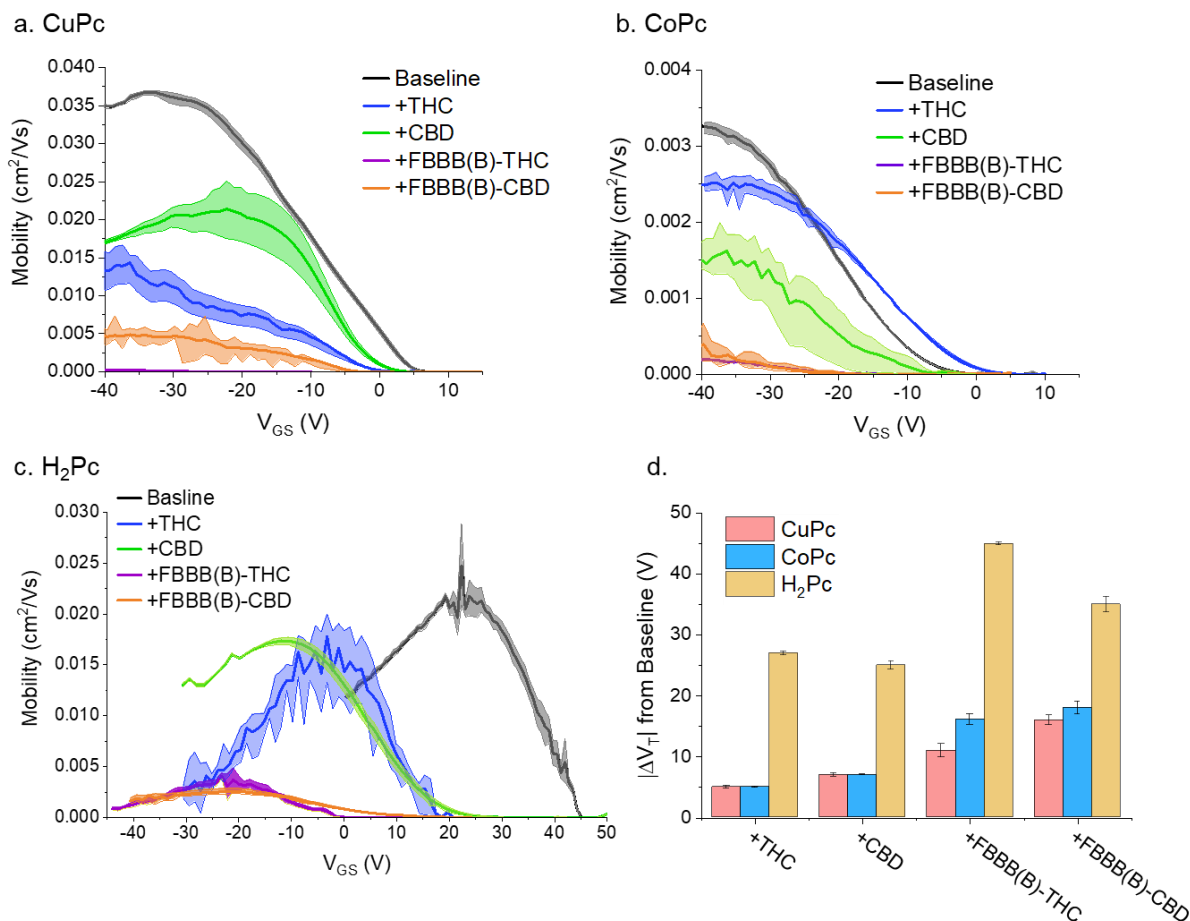 a. CuPc
Mobility (cm²/Vs)
0.040
0.035
0.030
0.025
0.020
0.015
0.010
0.005
0.000
-40 -30 -20 -10 0 10
V_GS (V)
Baseline
+THC
+CBD
+FBBB(B)-THC
+FBBB(B)-CBD
b. CoPc
Mobility (cm²/Vs)
0.004
0.003
0.002
0.001
0.000
-40 -30 -20 -10 0 10
V_GS (V)
Baseline
+THC
+CBD
+FBBB(B)-THC
+FBBB(B)-CBD
c. H₂Pc
Mobility (cm²/Vs)
0.030
0.025
0.020
0.015
0.010
0.005
0.000
-40 -30 -20 -10 0 10 20 30 40 50
V_GS (V)
Basline
+THC
+CBD
+FBBB(B)-THC
+FBBB(B)-CBD
d.
|ΔV_T| from Baseline (V)
50
40
30
20
10
0
CuPc
CoPc
H₂Pc
+THC
+CBD
+FBBB(B)-THC
+FBBB(B)-CBD